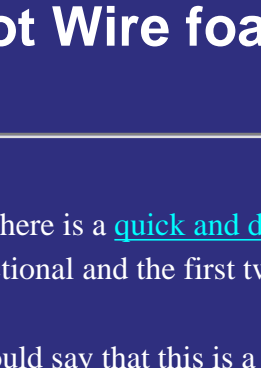 ot Wire foa
here is a quick and d
tional and the first tw
ould say that this is a